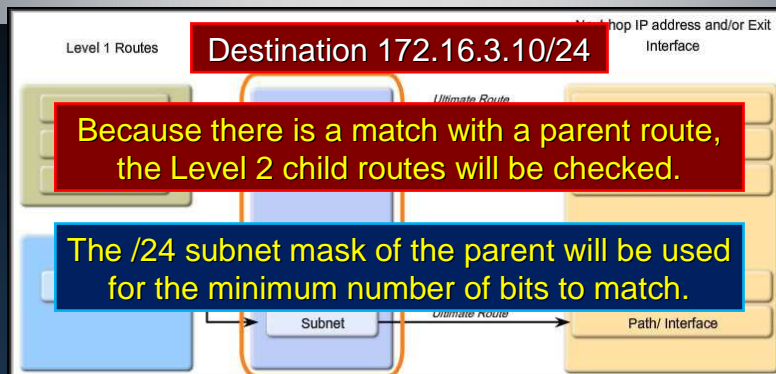 Level 1 Routes
Destination 172.16.3.10/24
hop IP address and/or Exit
Interface
Ultimate Route
Because there is a match with a parent route,
the Level 2 child routes will be checked.
The /24 subnet mask of the parent will be used
for the minimum number of bits to match.
Ultimate Route
Subnet
Path/ Interface